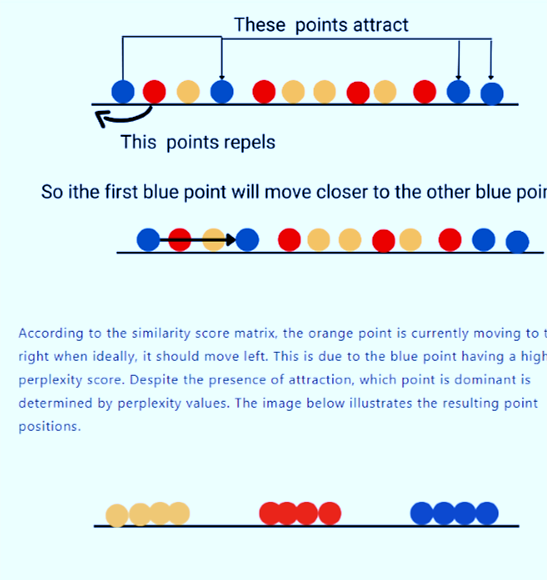 These points attract
This points repels
So ithe first blue point will move closer to the other blue
According to the similarity score matrix, the orange point is currently moving to
right when ideally, it should move left. This is due to the blue point having a high
perplexity score. Despite the presence of attraction, which point is dominant is
determined by perplexity values. The image below illustrates the resulting point
positions.